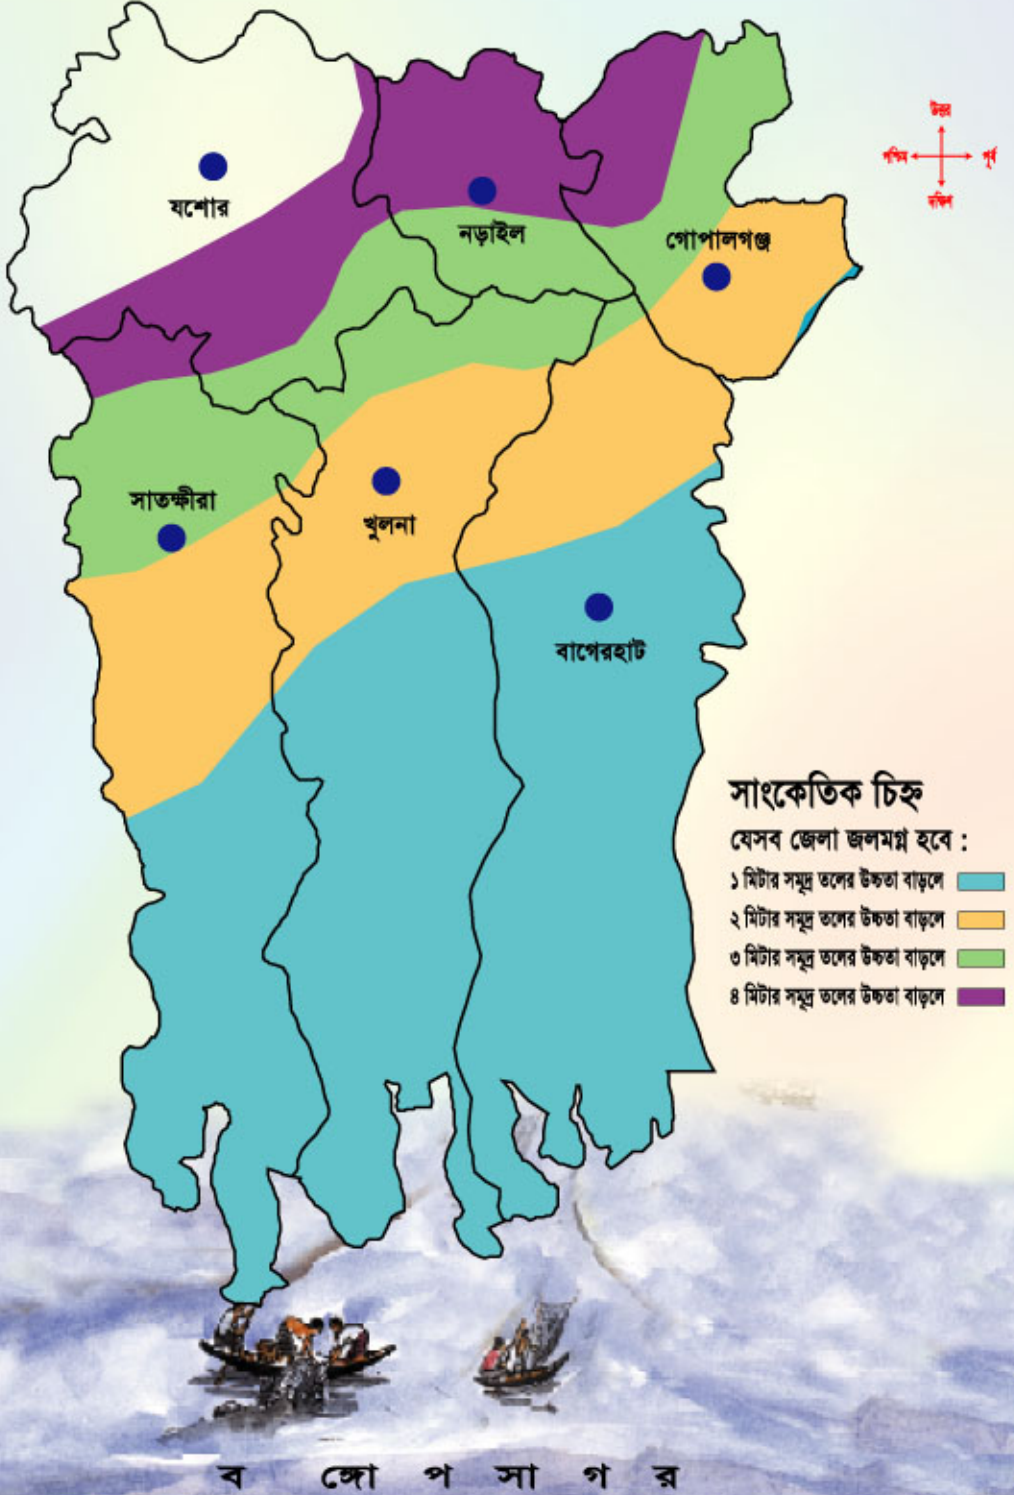 উত্তর
পশ্চিম
পূর্ব
দক্ষিণ
যশোর
নড়াইল
গোপালগঞ্জ
সাতক্ষীরা
খুলনা
বাগেরহাট
সাংকেতিক চিহ্ন
যেসব জেলা জলমগ্ন হবে :
১ মিটার সমূদ্র তলের উচ্চতা বাড়লে
২ মিটার সমূদ্র তলের উচ্চতা বাড়লে
৩ মিটার সমূদ্র তলের উচ্চতা বাড়লে
৪ মিটার সমূদ্র তলের উচ্চতা বাড়লে
ব ঙ্গো প সা গ র